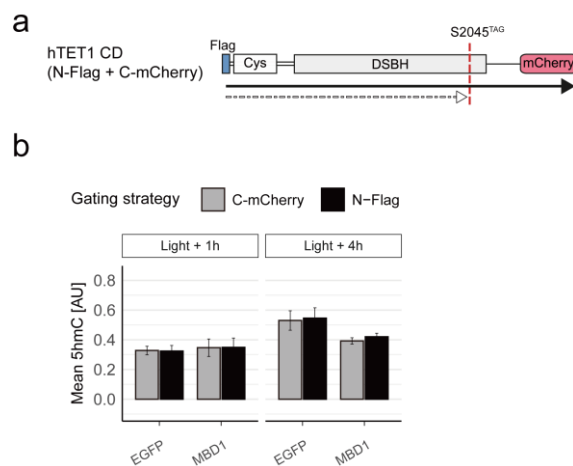 a
S2045TAG
hTET1 CD
(N-Flag + C-mCherry)
Flag
Cys
DSBH
mCherry
b
Gating strategy
C-mCherry
N−Flag
Light + 1h
Light + 4h
Mean 5hmC [AU]
0.8
0.6
0.4
0.2
0.0
EGFP
MBD1
EGFP
MBD1